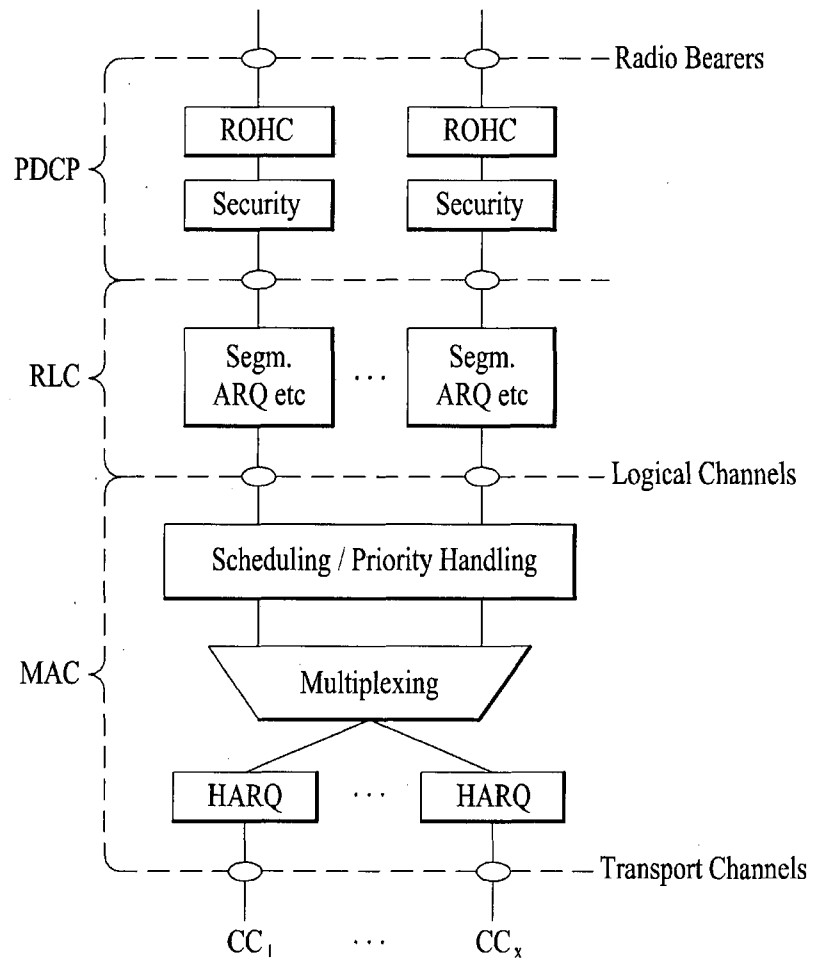 Radio Bearers
ROHC ROHC
PDCP
Security Security
Segm. Segm.
RLC ... 
ARQ etc ARQ etc
Logical Channels
Scheduling / Priority Handling
MAC
Multiplexing
HARQ ... HARQ
Transport Channels
CC1 ... CCx